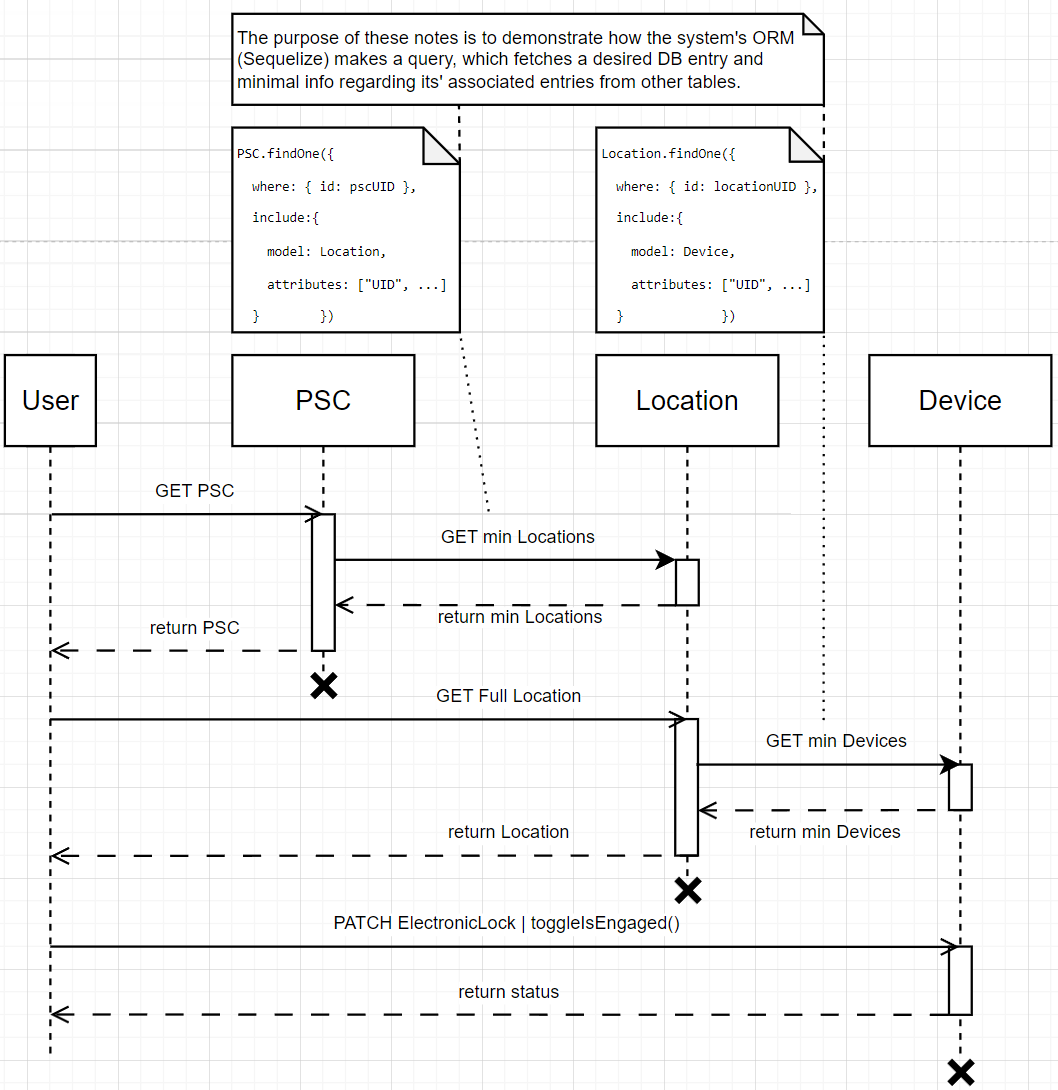 The purpose of these notes is to demonstrate how the system's ORM
(Sequelize) makes a query, which fetches a desired DB entry and
minimal info regarding its' associated entries from other tables.
PSC.findOne({
where: { id: pscUID },
include:{
model: Location,
attributes: ["UID", ...]
} })
Location.findOne({
where: { id: locationUID },
include:{
model: Device,
attributes: ["UID", ...]
} })
User
PSC
Location
Device
GET PSC
GET min Locations
return min Locations
return PSC
GET Full Location
GET min Devices
return min Devices
return Location
PATCH ElectronicLock | toggleIsEngaged()
return status